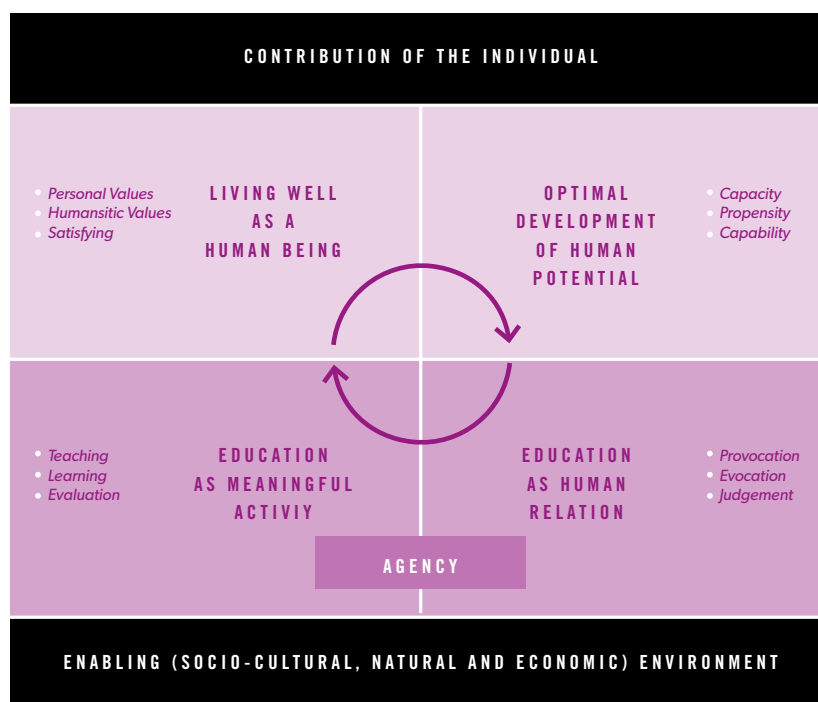 CONTRIBUTION OF THE INDIVIDUAL
• Personal Values
• Humansitic Values
• Satisfying
LIVING WELL
AS A
HUMAN BEING
OPTIMAL
DEVELOPMENT
OF HUMAN
POTENTIAL
• Capacity
• Propensity
• Capability
• Teaching
• Learning
• Evaluation
EDUCATION
AS MEANINGFUL
ACTIVIY
EDUCATION
AS HUMAN
RELATION
• Provocation
• Evocation
• Judgement
AGENCY
ENABLING (SOCIO-CULTURAL, NATURAL AND ECONOMIC) ENVIRONMENT